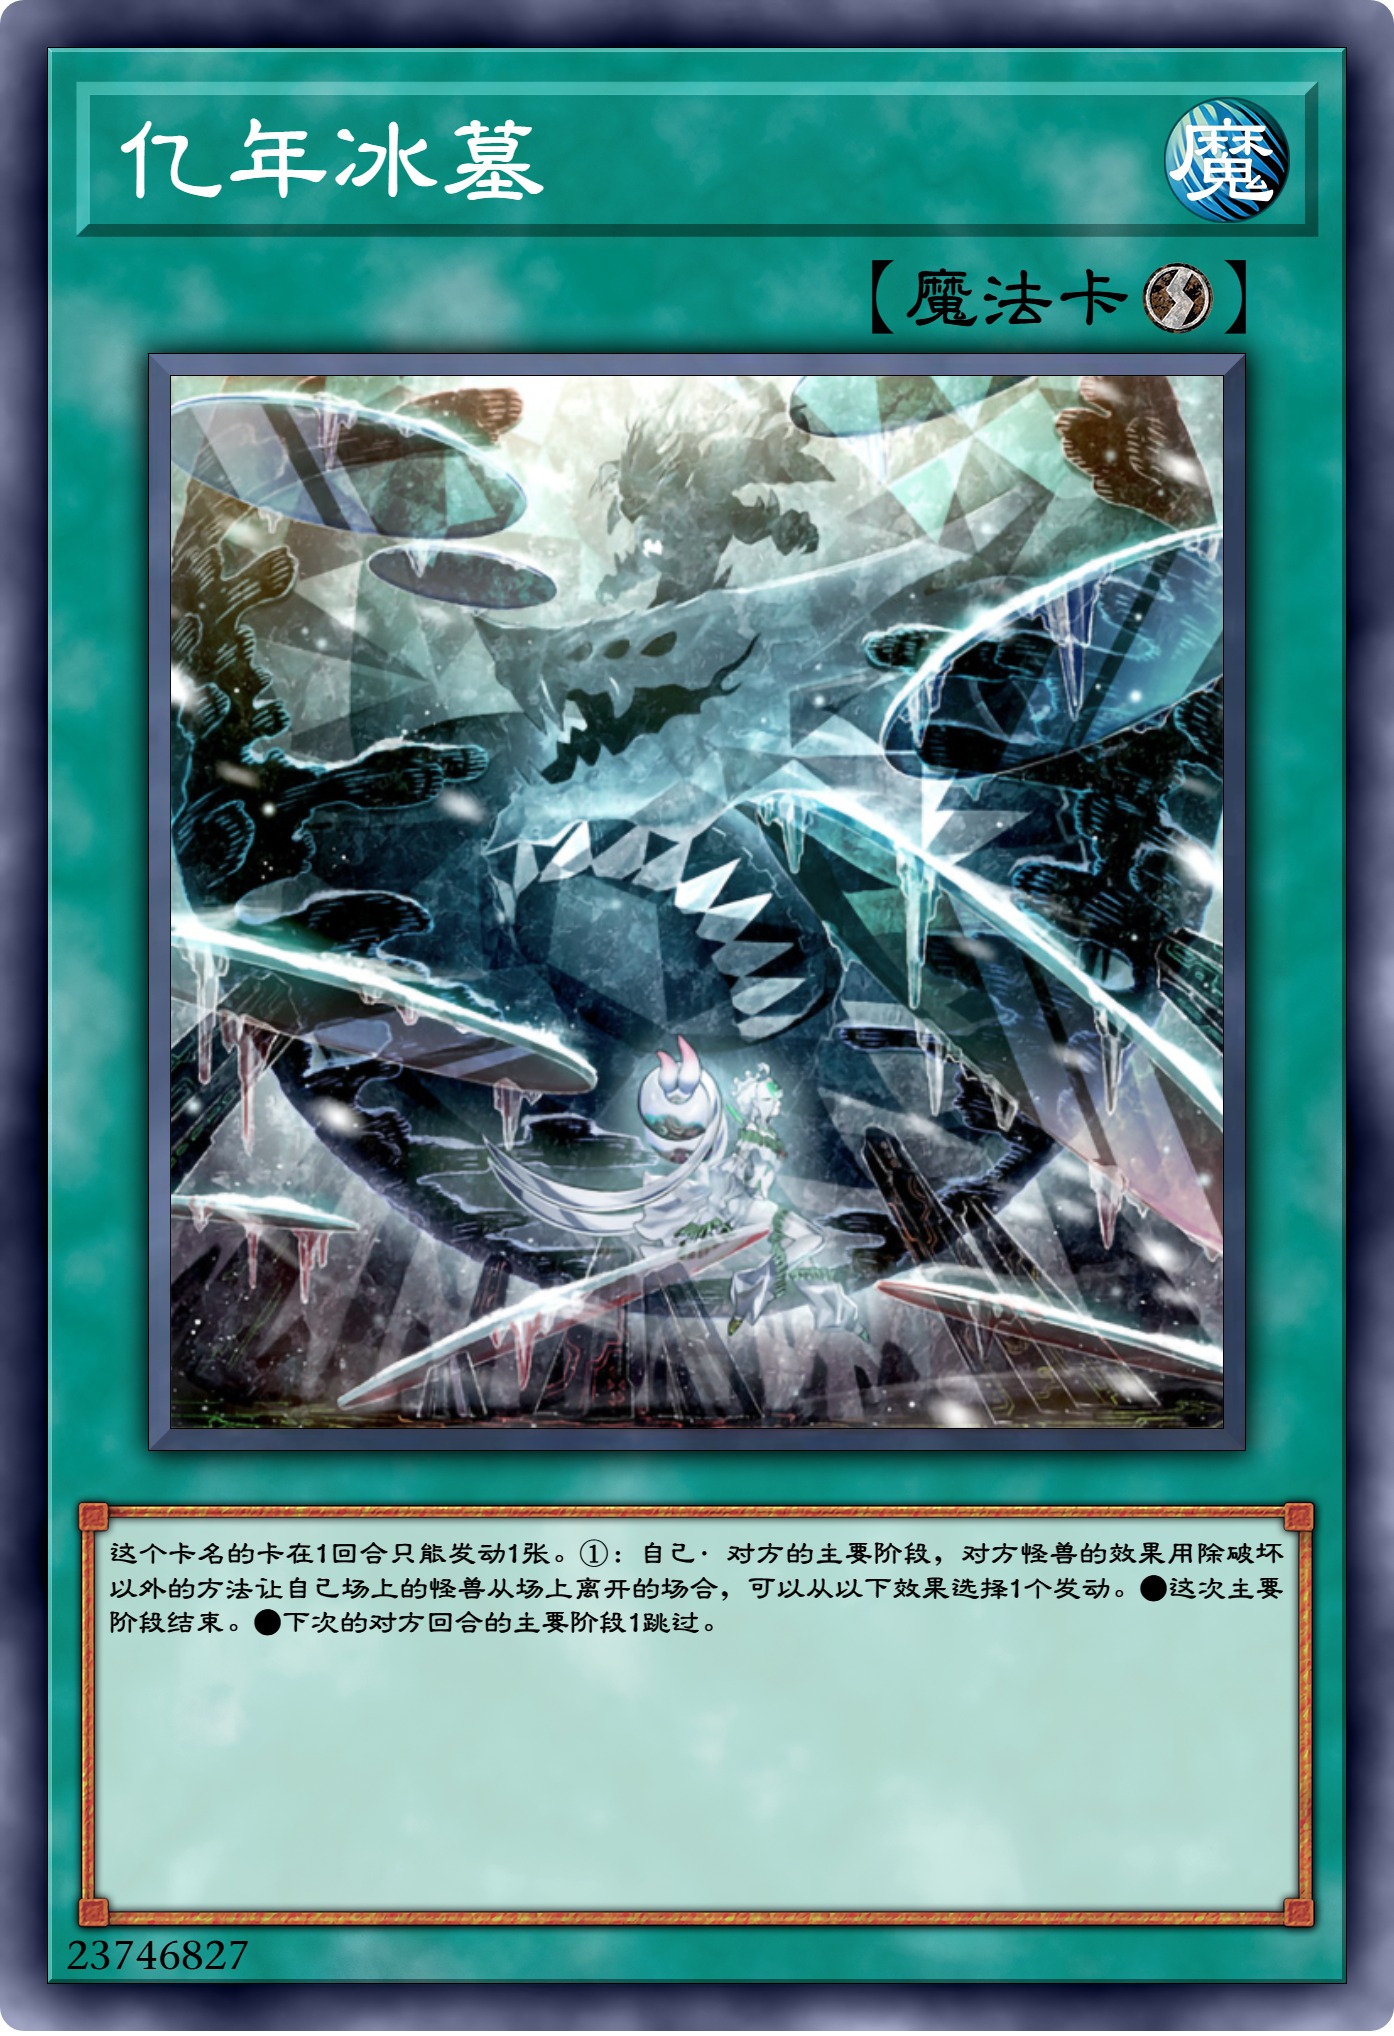 亿年冰墓
魔
【魔法卡】
这个卡名的卡在1回合只能发动1张。①：自己·对方的主要阶段，对方怪兽的效果用除破坏
以外的方法让自己场上的怪兽从场上离开的场合，可以从以下效果选择1个发动。●这次主要
阶段结束。●下次的对方回合的主要阶段1跳过。
23746827